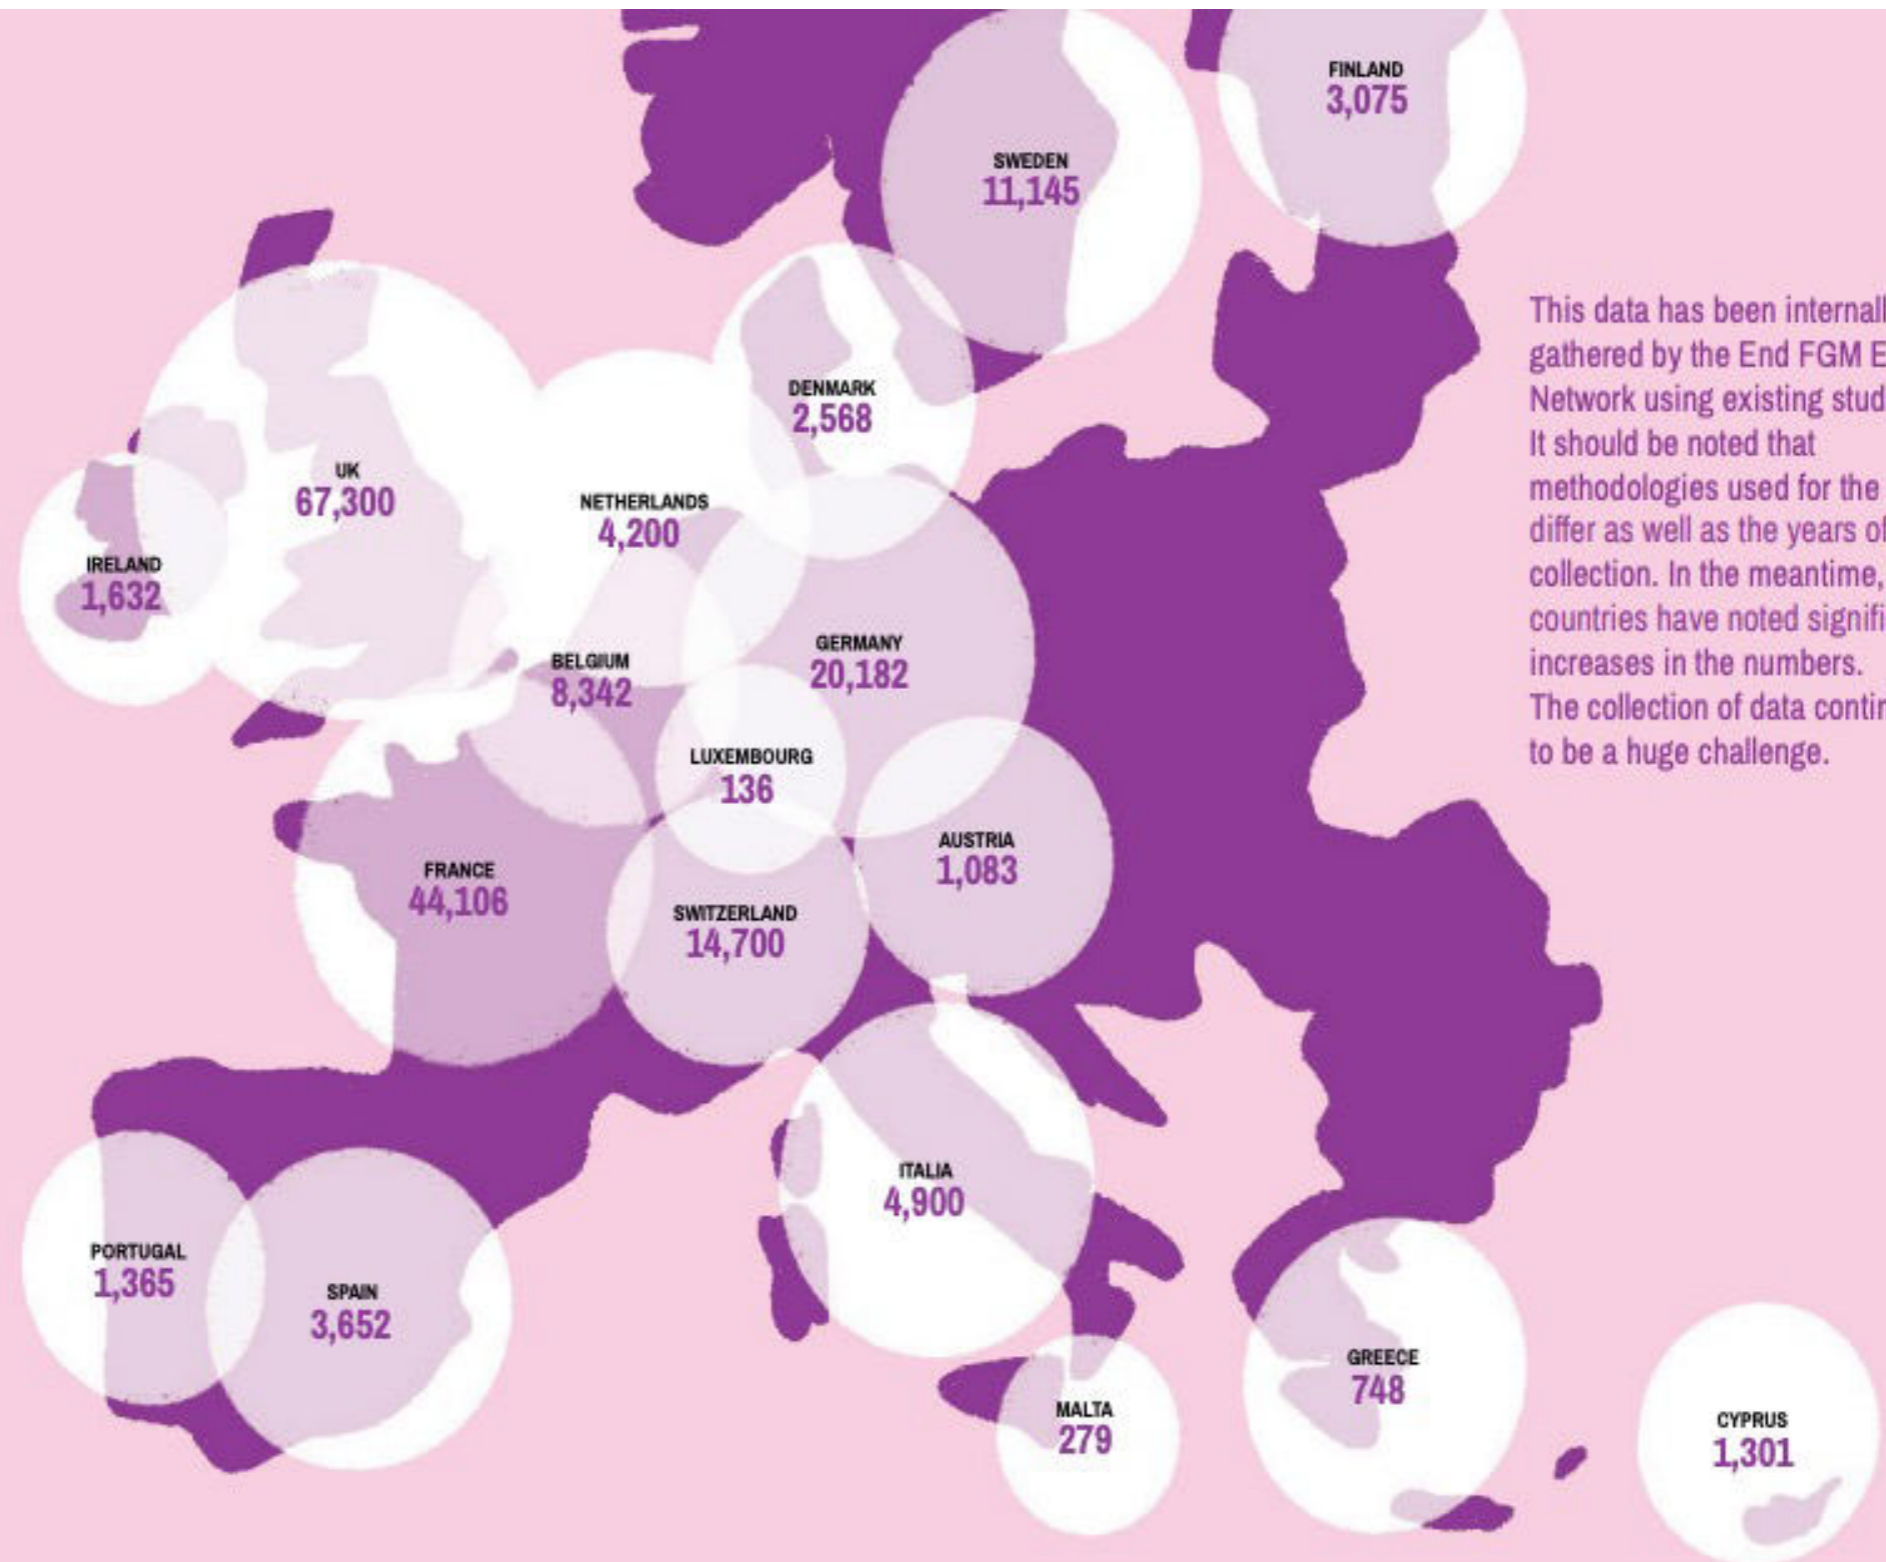 FINLAND
3,075
SWEDEN
11,145
DENMARK
2,568
UK
67,300
NETHERLANDS
4,200
IRELAND
1,632
BELGIUM
8,342
GERMANY
20,182
LUXEMBOURG
136
AUSTRIA
1,083
FRANCE
44,106
SWITZERLAND
14,700
ITALIA
4,900
PORTUGAL
1,365
SPAIN
3,652
MALTA
279
GREECE
748
CYPRUS
1,301
This data has been internall
gathered by the End FGM E
Network using existing stud
It should be noted that
methodologies used for the
differ as well as the years of
collection. In the meantime,
countries have noted signifi
increases in the numbers.
The collection of data contin
to be a huge challenge.